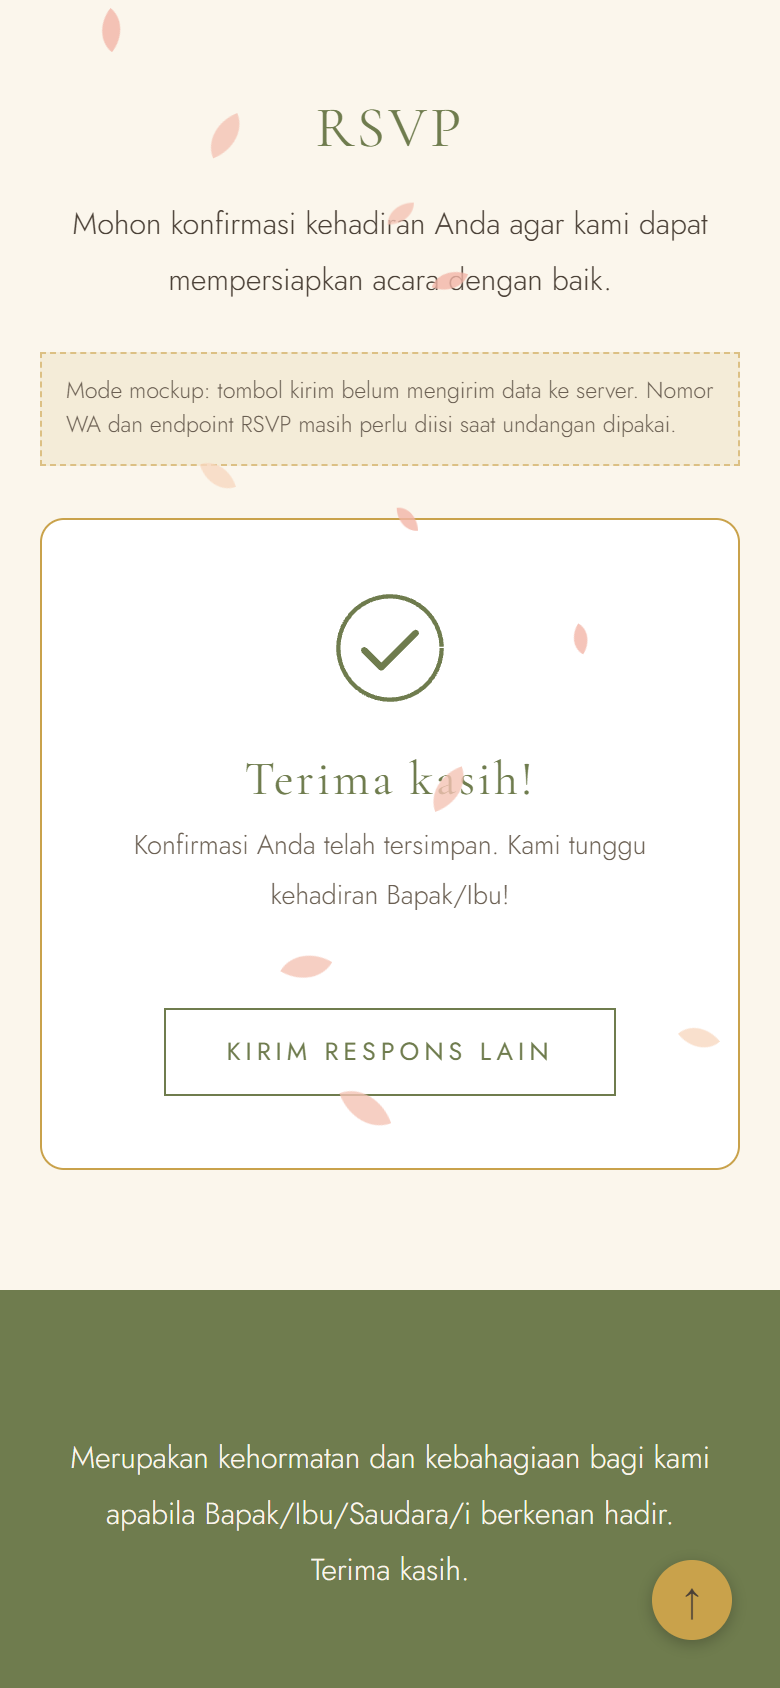 RSVP
Mohon konfirmasi kehadiran Anda agar kami dapat
mempersiapkan acara dengan baik.
Mode mockup: tombol kirim belum mengirim data ke server. Nomor
WA dan endpoint RSVP masih perlu diisi saat undangan dipakai.
Terima kasih!
Konfirmasi Anda telah tersimpan. Kami tunggu
kehadiran Bapak/Ibu!
KIRIM RESPONS LAIN
Merupakan kehormatan dan kebahagiaan bagi kami
apabila Bapak/Ibu/Saudara/i berkenan hadir.
Terima kasih.
↑